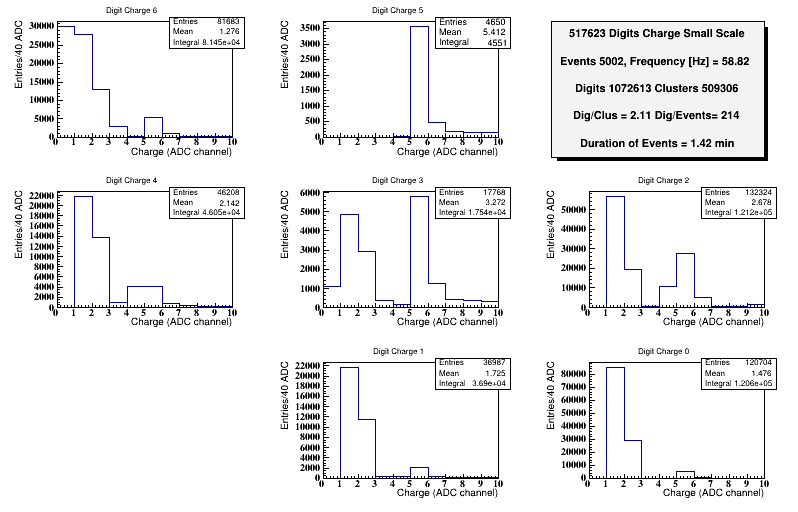 Digit Charge 6
Entries 81683
Mean 1.276
Integral 8.145e+04
Entries/40 ADC
30000
25000
20000
15000
10000
5000
0
0 1 2 3 4 5 6 7 8 9 10
Charge (ADC channel)
Digit Charge 5
Entries 4650
Mean 5.412
Integral 4551
Entries/40 ADC
3500
3000
2500
2000
1500
1000
500
0
0 1 2 3 4 5 6 7 8 9 10
Charge (ADC channel)
517623 Digits Charge Small Scale
Events 5002, Frequency [Hz] = 58.82
Digits 1072613 Clusters 509306
Dig/Clus = 2.11 Dig/Events= 214
Duration of Events = 1.42 min
Digit Charge 4
Entries 46208
Mean 2.142
Integral 4.605e+04
Entries/40 ADC
22000
20000
18000
16000
14000
12000
10000
8000
6000
4000
2000
0
0 1 2 3 4 5 6 7 8 9 10
Charge (ADC channel)
Digit Charge 3
Entries 17768
Mean 3.272
Integral 1.754e+04
Entries/40 ADC
6000
5000
4000
3000
2000
1000
0
0 1 2 3 4 5 6 7 8 9 10
Charge (ADC channel)
Digit Charge 2
Entries 132324
Mean 2.678
Integral 1.212e+05
Entries/40 ADC
50000
40000
30000
20000
10000
0 1 2 3 4 5 6 7 8 9 10
Charge (ADC channel)
Digit Charge 1
Entries 36987
Mean 1.725
Integral 3.69e+04
Entries/40 ADC
22000
20000
18000
16000
14000
12000
10000
8000
6000
4000
2000
0
0 1 2 3 4 5 6 7 8 9 10
Charge (ADC channel)
Digit Charge 0
Entries 120704
Mean 1.476
Integral 1.206e+05
Entries/40 ADC
80000
70000
60000
50000
40000
30000
20000
10000
0 1 2 3 4 5 6 7 8 9 10
Charge (ADC channel)